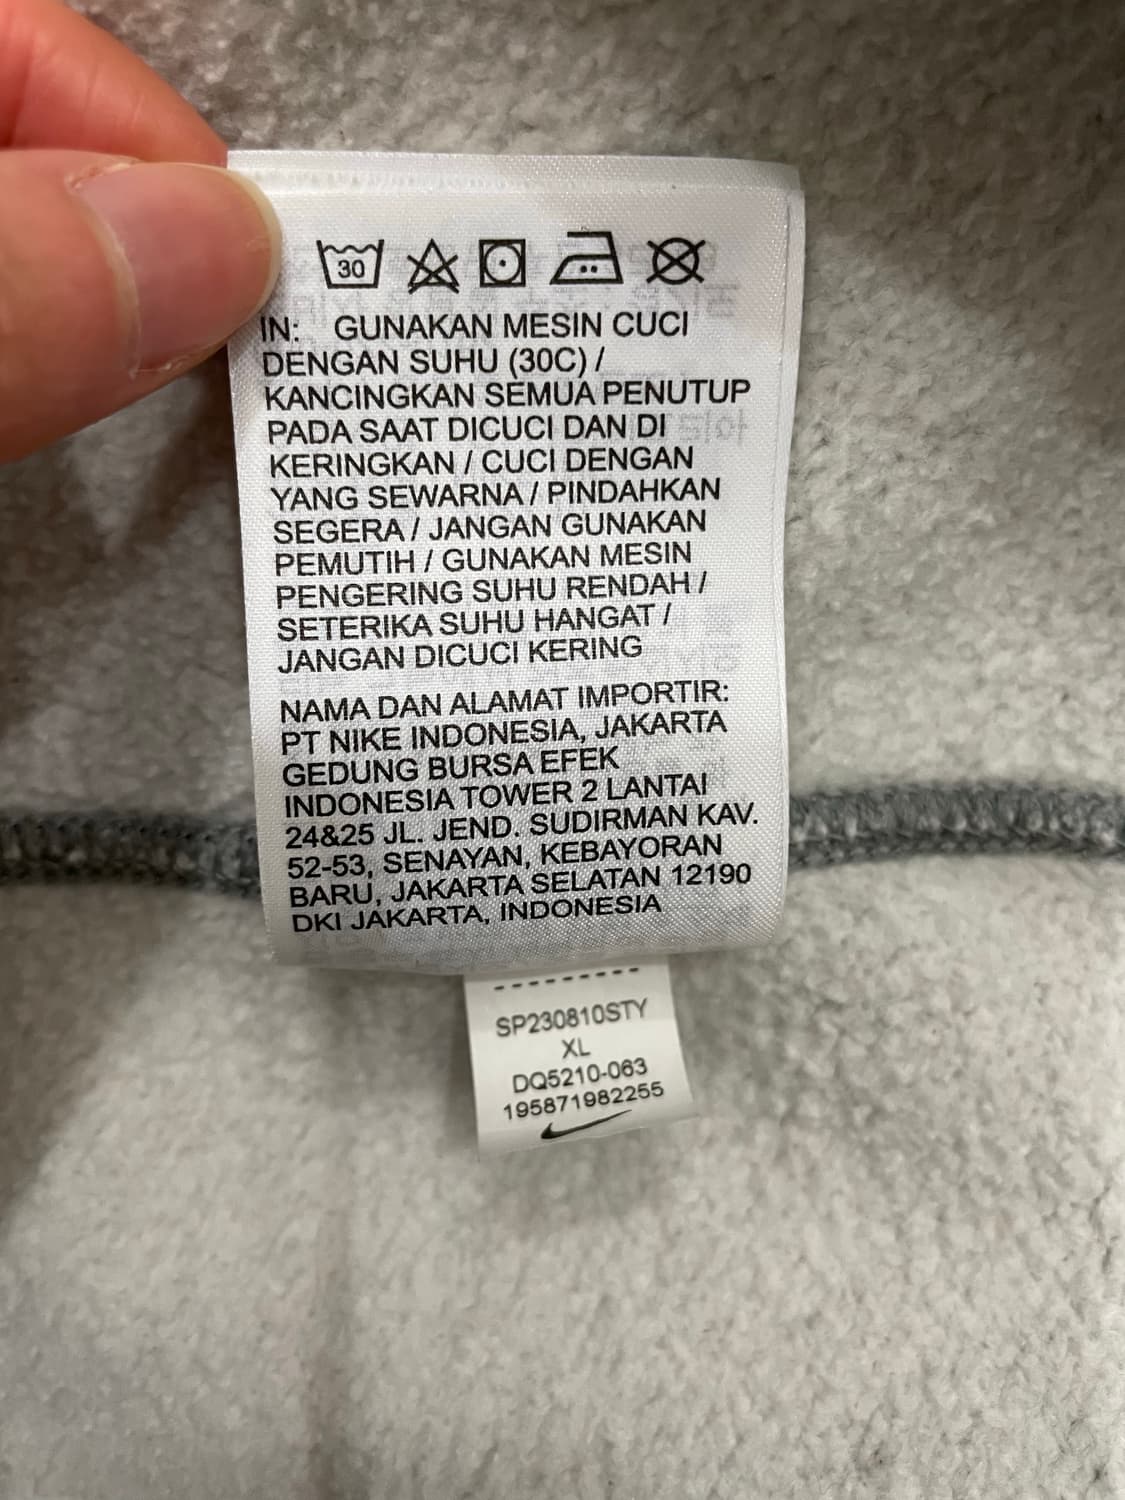 30
IN: GUNAKAN MESIN CUCI
DENGAN SUHU (30C) /
KANCINGKAN SEMUA PENUTUP
PADA SAAT DICUCI DAN DI
KERINGKAN / CUCI DENGAN
YANG SEWARNA / PINDAHKAN
SEGERA / JANGAN GUNAKAN
PEMUTIH / GUNAKAN MESIN
PENGERING SUHU RENDAH /
SETERIKA SUHU HANGAT /
JANGAN DICUCI KERING
NAMA DAN ALAMAT IMPORTIR:
PT NIKE INDONESIA, JAKARTA
GEDUNG BURSA EFEK
INDONESIA TOWER 2 LANTAI
24&25 JL. JEND. SUDIRMAN KAV.
52-53, SENAYAN, KEBAYORAN
BARU, JAKARTA SELATAN 12190
DKI JAKARTA, INDONESIA
SP230810STY
XL
DQ5210-063
195871982255